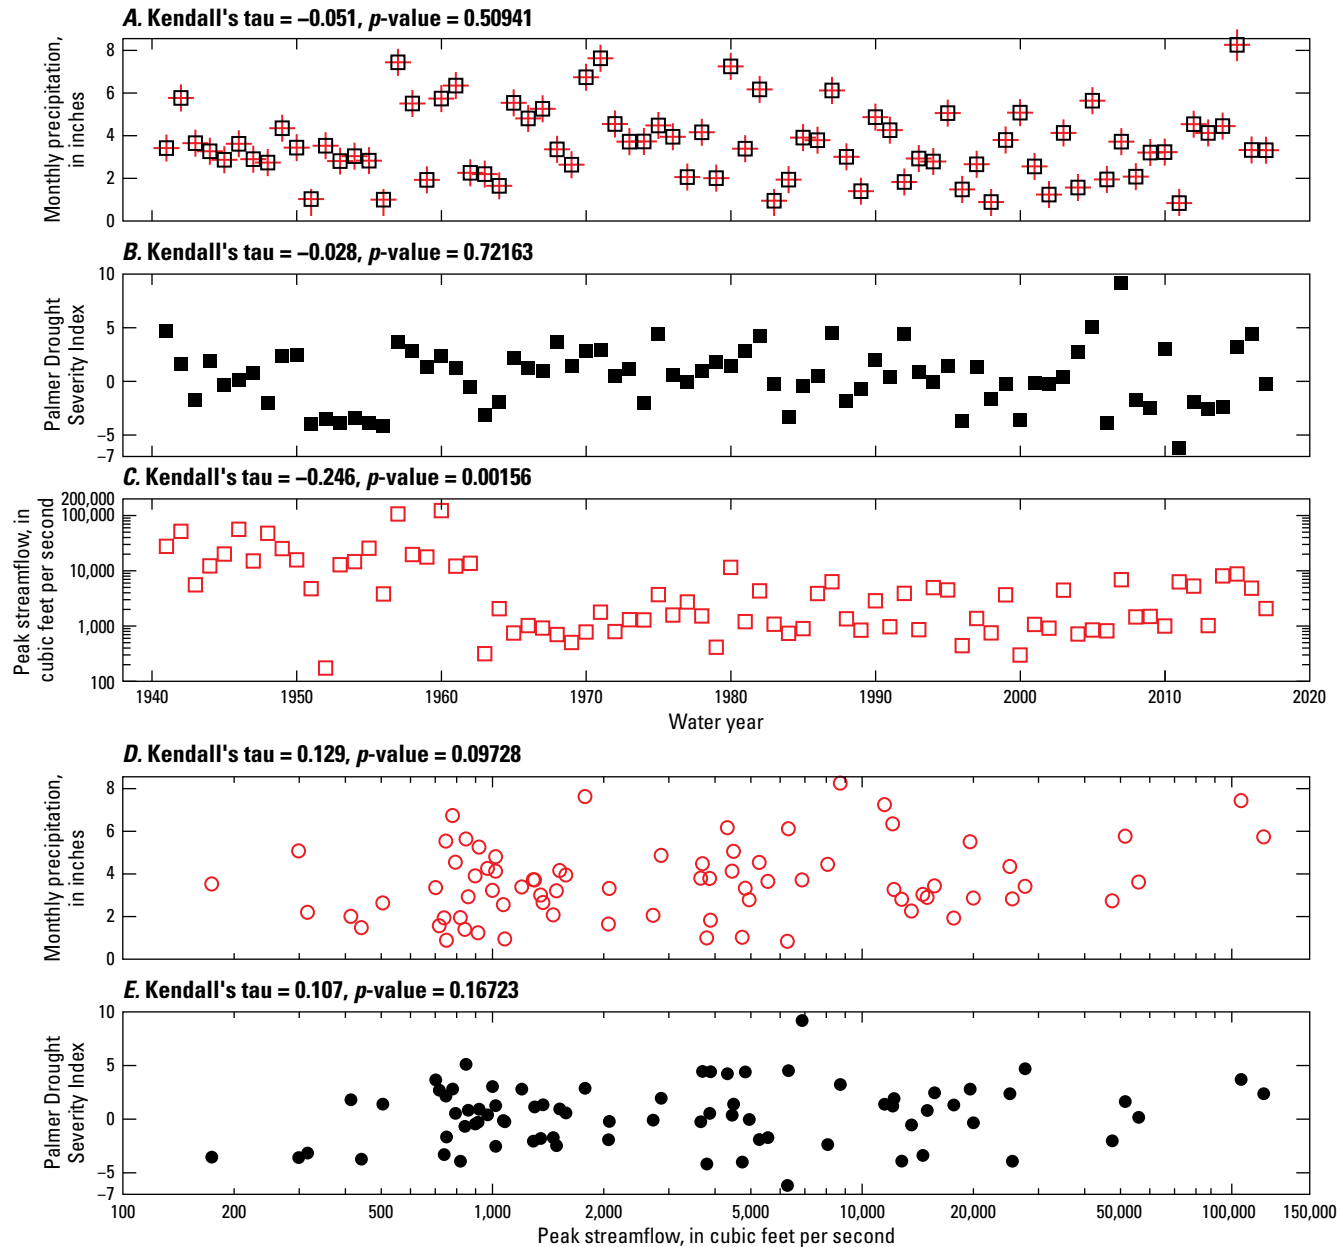 A. Kendall's tau = −0.051, p-value = 0.50941
Monthly precipitation,
in inches
8
6
4
2
0
B. Kendall's tau = −0.028, p-value = 0.72163
Palmer Drought
Severity Index
10
5
0
−5
−7
C. Kendall's tau = −0.246, p-value = 0.00156
Peak streamflow, in
cubic feet per second
200,000
100,000
10,000
1,000
100
1940 1950 1960 1970 1980 1990 2000 2010 2020
Water year
D. Kendall's tau = 0.129, p-value = 0.09728
Monthly precipitation,
in inches
8
6
4
2
0
E. Kendall's tau = 0.107, p-value = 0.16723
Palmer Drought
Severity Index
10
5
0
−5
−7
100 200 500 1,000 2,000 5,000 10,000 20,000 50,000 100,000 150,000
Peak streamflow, in cubic feet per second